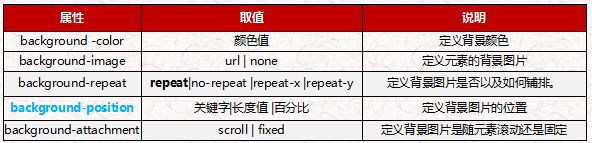 属性 取值 说明
background -color 颜色值 定义背景颜色
background-image url | none 定义元素的背景图片
background-repeat repeat|no-repeat |repeat-x |repeat-y 定义背景图片是否以及如何铺排。
background-position 关键字|长度值 |百分比 定义背景图片的位置
background-attachment scroll | fixed 定义背景图片是随元素滚动还是固定